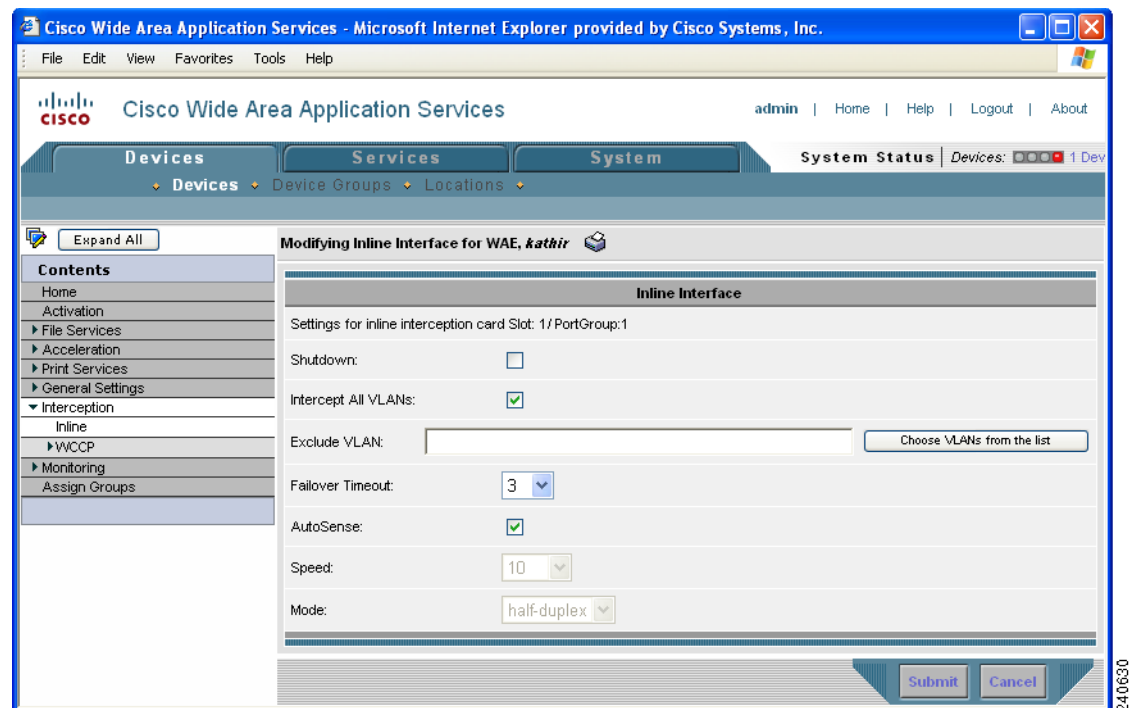 Cisco Wide Area Application Services - Microsoft Internet Explorer provided by Cisco Systems, Inc.
File Edit View Favorites Tools Help
CISCO Cisco Wide Area Application Services admin | Home | Help | Logout | About
Devices Services System System Status | Devices: 1 Dev
Devices Device Groups Locations
Expand All
Modifying Inline Interface for WAE, kathir
Contents
Home
Activation
File Services
Acceleration
Print Services
General Settings
Interception
Inline
WCCP
Monitoring
Assign Groups
Inline Interface
Settings for inline interception card Slot: 1/ PortGroup:1
Shutdown:
Intercept All VLANs:
Exclude VLAN: Choose VLANs from the list
Failover Timeout: 3
AutoSense:
Speed: 10
Mode: half-duplex
Submit Cancel
240630